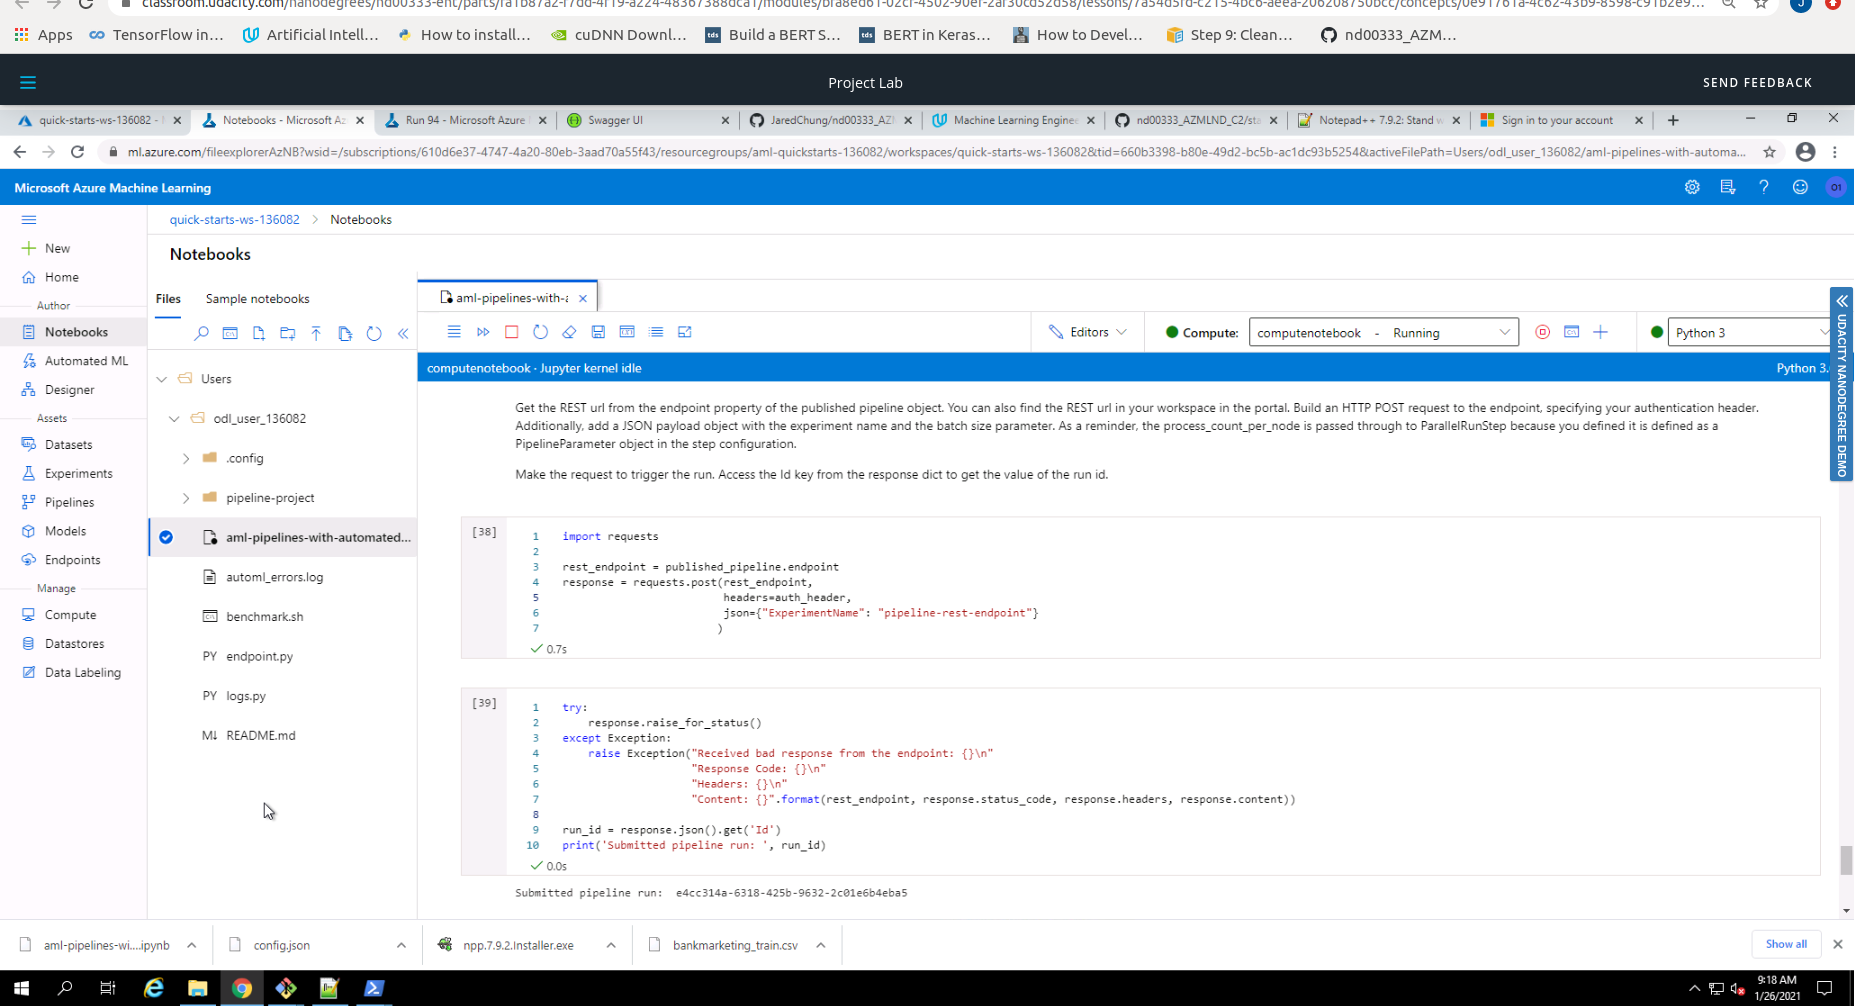 Apps TensorFlow in... Artificial Intell... How to install... cuDNN Downl... Build a BERT S... BERT in Keras... How to Devel... Step 9: Clean... nd00333_AZM...
Project Lab SEND FEEDBACK
quick-starts-ws-136082 - Notebooks - Microsoft Az Run 94 - Microsoft Azure Swagger UI JaredChung/nd00333_AZ Machine Learning Enginee nd00333_AZMLND_C2/sta Notepad++ 7.9.2: Stand w Sign in to your account
ml.azure.com/fileexplorerAzNB?wsid=/subscriptions/610d6e37-4747-4a20-80eb-3aad70a55f43/resourcegroups/aml-quickstarts-136082/workspaces/quick-starts-ws-136082&tid=660b3398-b80e-49d2-bc5b-ac1dc93b5254&activeFilePath=Users/odl_user_136082/aml-pipelines-with-automa...
Microsoft Azure Machine Learning
quick-starts-ws-136082 > Notebooks
Notebooks
New
Home
Author
Notebooks
Automated ML
Designer
Assets
Datasets
Experiments
Pipelines
Models
Endpoints
Manage
Compute
Datastores
Data Labeling
Files Sample notebooks
Users
odl_user_136082
.config
pipeline-project
aml-pipelines-with-automated...
automl_errors.log
benchmark.sh
PY endpoint.py
PY logs.py
M↓ README.md
aml-pipelines-with-a
Editors Compute: computenotebook - Running Python 3
computenotebook · Jupyter kernel idle Python 3.
UDACITY NANODEGREE DEMO
Get the REST url from the endpoint property of the published pipeline object. You can also find the REST url in your workspace in the portal. Build an HTTP POST request to the endpoint, specifying your authentication header.
Additionally, add a JSON payload object with the experiment name and the batch size parameter. As a reminder, the process_count_per_node is passed through to ParallelRunStep because you defined it is defined as a
PipelineParameter object in the step configuration.
Make the request to trigger the run. Access the Id key from the response dict to get the value of the run id.
[38]
1 import requests
2
3 rest_endpoint = published_pipeline.endpoint
4 response = requests.post(rest_endpoint,
5 headers=auth_header,
6 json={"ExperimentName": "pipeline-rest-endpoint"}
7 )
0.7s
[39]
1 try:
2 response.raise_for_status()
3 except Exception:
4 raise Exception("Received bad response from the endpoint: {}\n"
5 "Response Code: {}\n"
6 "Headers: {}\n"
7 "Content: {}".format(rest_endpoint, response.status_code, response.headers, response.content))
8
9 run_id = response.json().get('Id')
10 print('Submitted pipeline run: ', run_id)
0.0s
Submitted pipeline run: e4cc314a-6318-425b-9632-2c01e6b4eba5
aml-pipelines-wi....ipynb config.json npp.7.9.2.Installer.exe bankmarketing_train.csv Show all
9:18 AM
1/26/2021